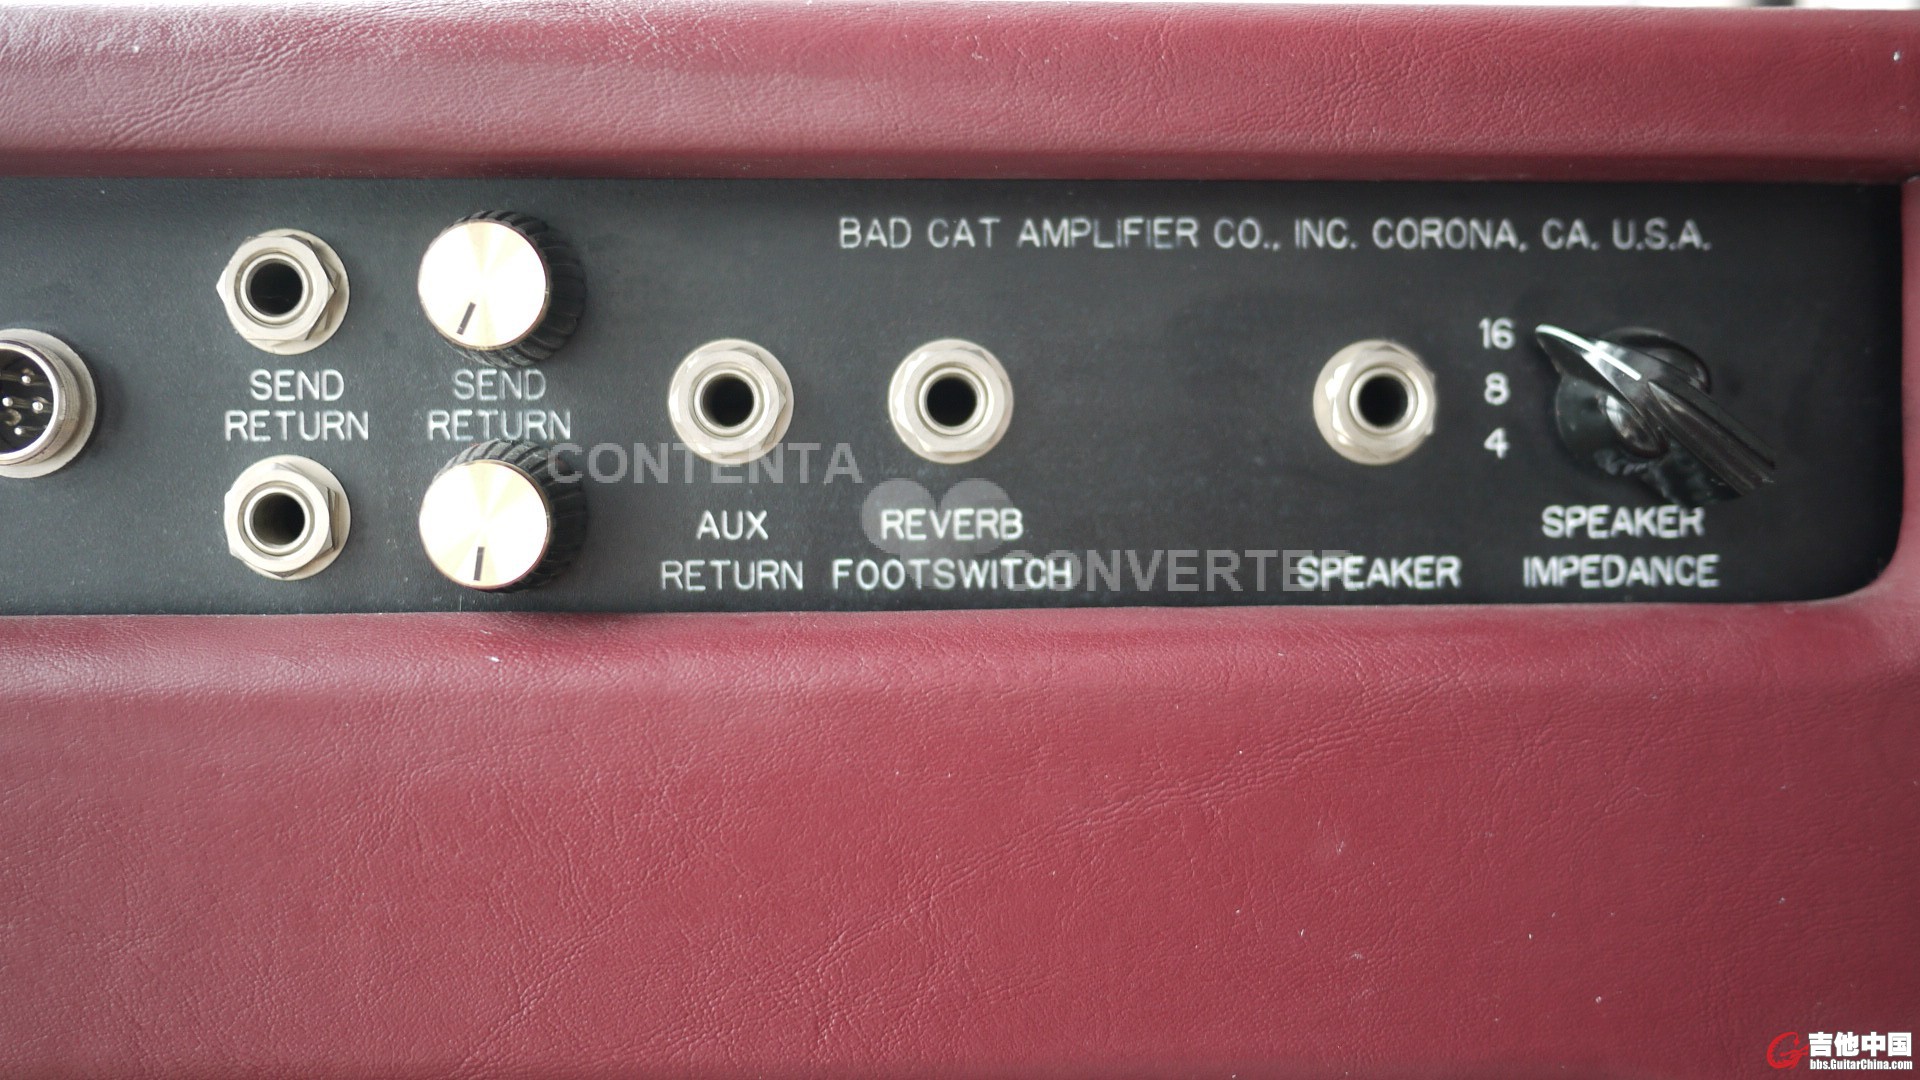 BAD CAT AMPLIFIER CO., INC. CORONA, CA. U.S.A.
SEND
RETURN
SEND
RETURN
AUX
RETURN
REVERB
FOOTSWITCH
SPEAKER
16
8
4
SPEAKER
IMPEDANCE
CONTENTA
CONVERTER
吉他中国
bbs.GuitarChina.com